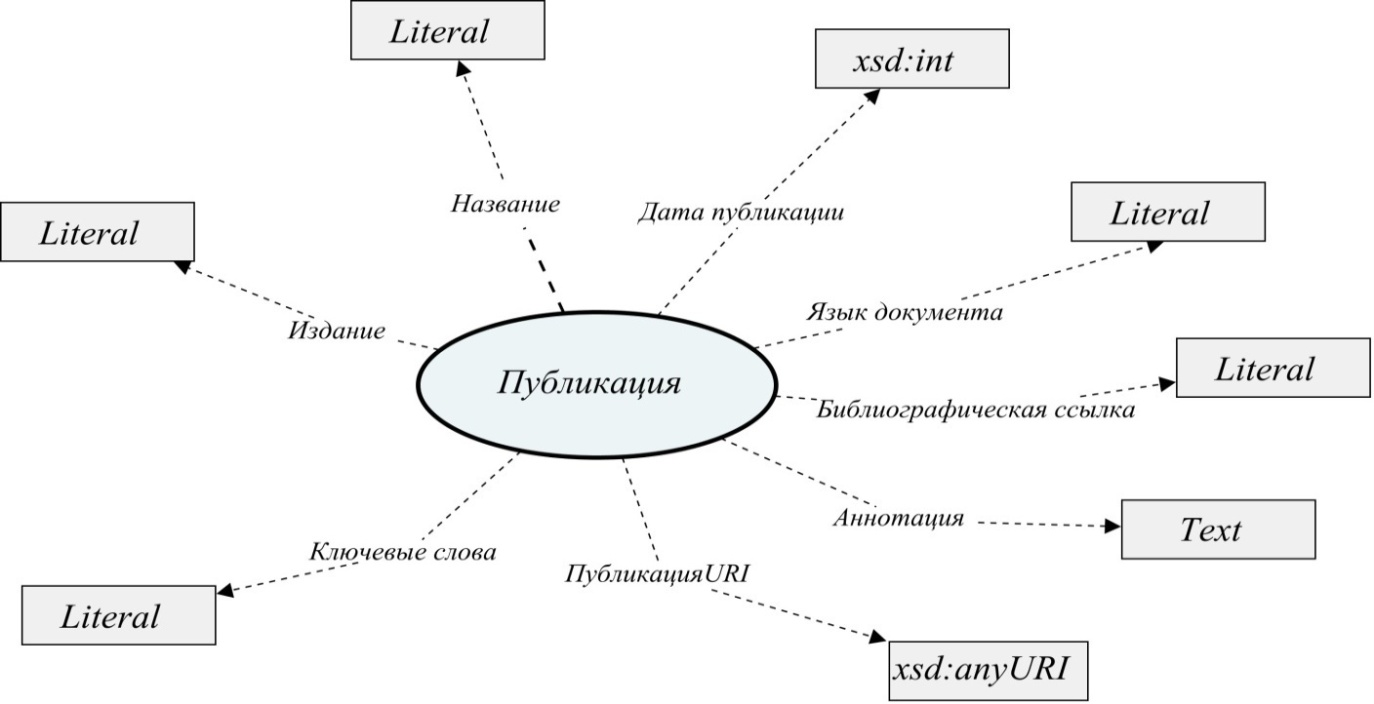 Literal
xsd:int
Название
Дата публикации
Literal
Literal
Язык документа
Издание
Literal
Публикация
Библиографическая ссылка
Аннотация
Text
Ключевые слова
ПубликацияURI
Literal
xsd:anyURI